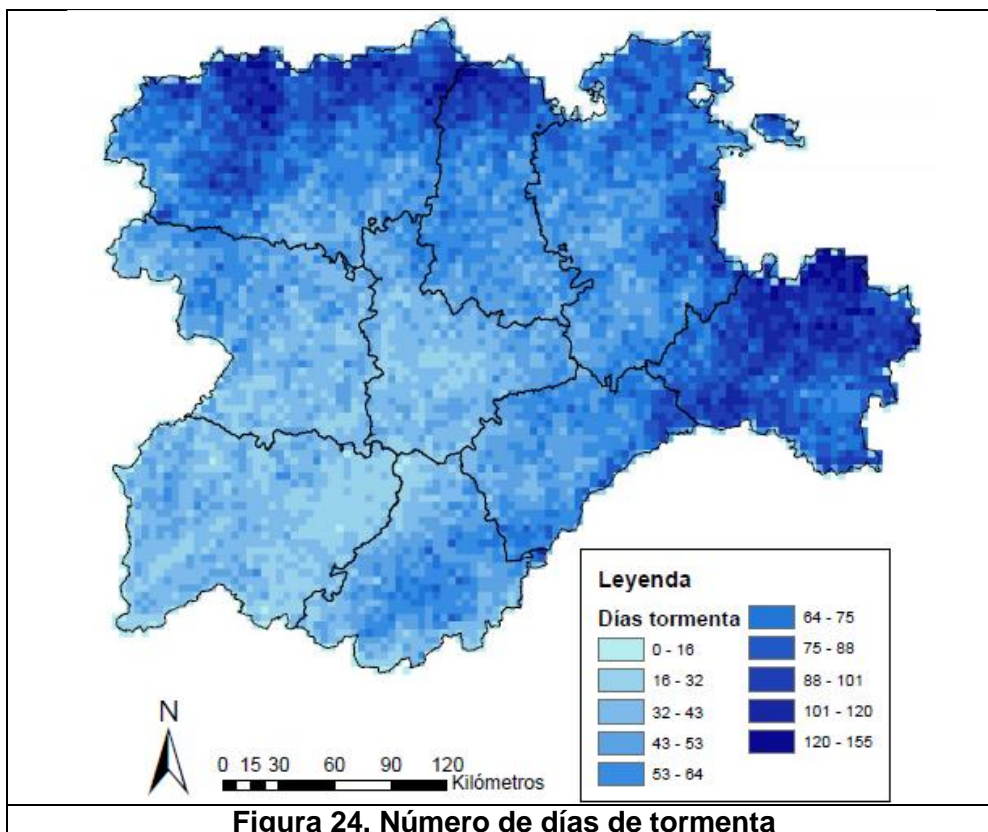 Leyenda
Días tormenta
0 - 16
16 - 32
32 - 43
43 - 53
53 - 64
64 - 75
75 - 88
88 - 101
101 - 120
120 - 155
N
0 15 30 60 90 120
Kilómetros
Figura 24. Número de días de tormenta